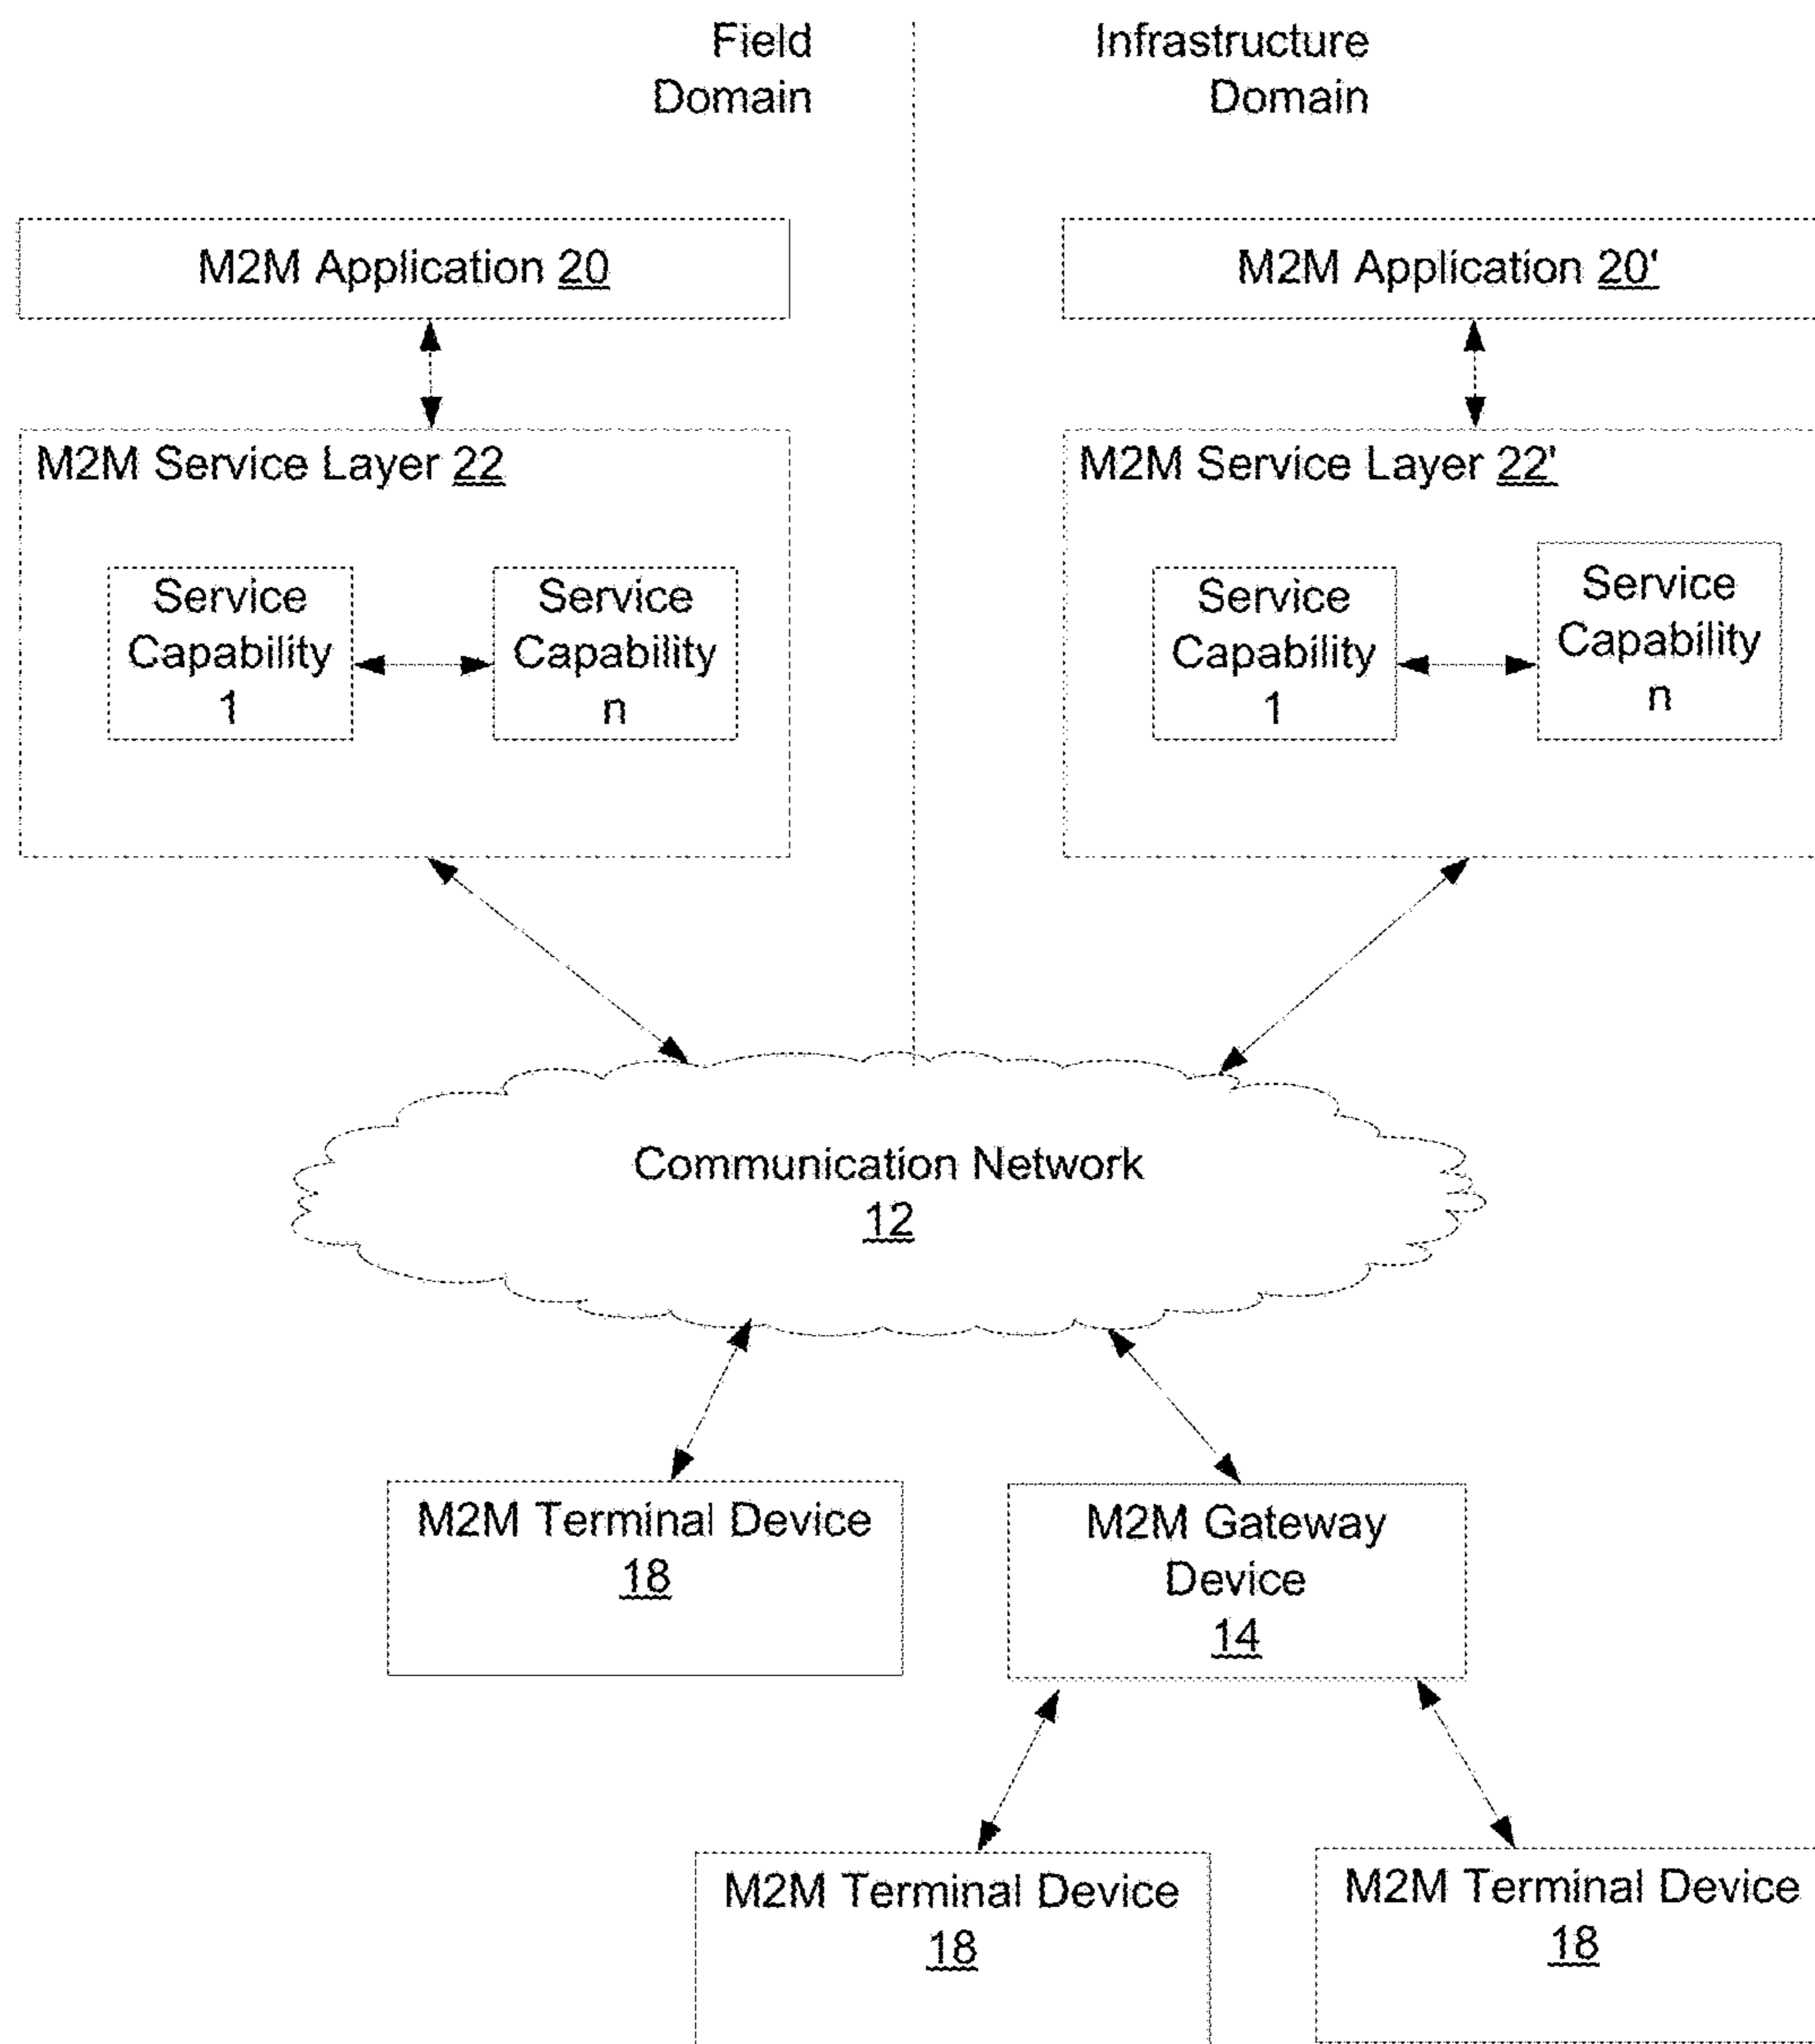 Field
Domain
Infrastructure
Domain
M2M Application 20
M2M Application 20'
M2M Service Layer 22
Service
Capability
1
Service
Capability
n
M2M Service Layer 22'
Service
Capability
1
Service
Capability
n
Communication Network
12
M2M Terminal Device
18
M2M Gateway
Device
14
M2M Terminal Device
18
M2M Terminal Device
18